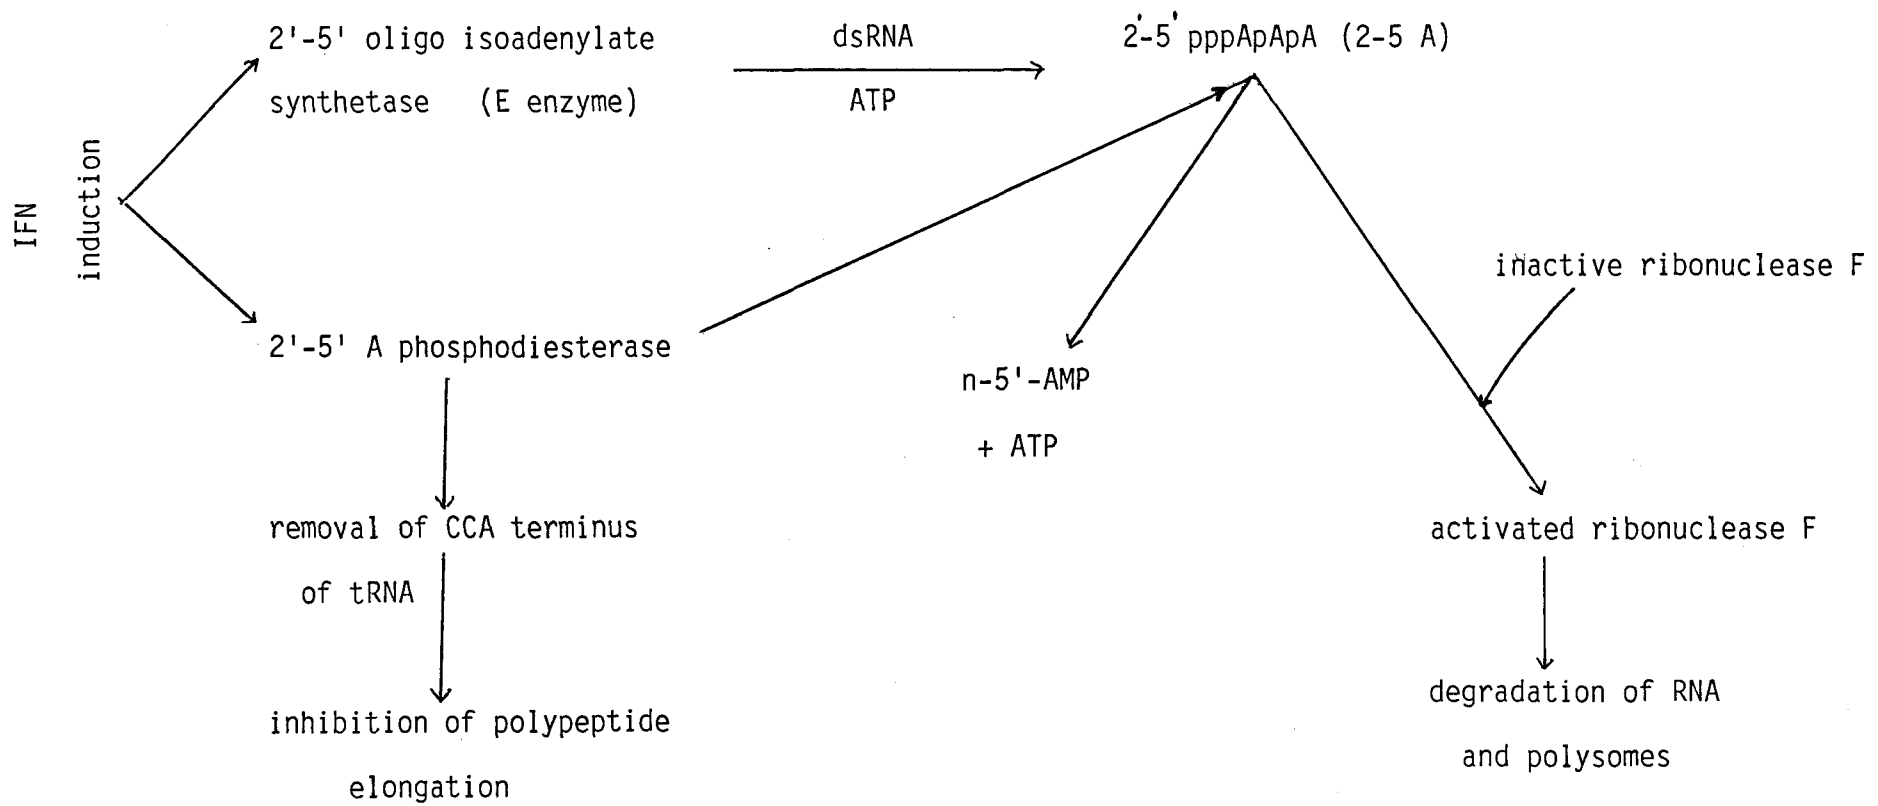 IFN
induction
2'-5' oligo isoadenylate
synthetase (E enzyme)
dsRNA
ATP
2'-5' pppApApA (2-5 A)
inactive ribonuclease F
2'-5' A phosphodiesterase
n-5'-AMP
+ ATP
removal of CCA terminus
of tRNA
activated ribonuclease F
inhibition of polypeptide
elongation
degradation of RNA
and polysomes